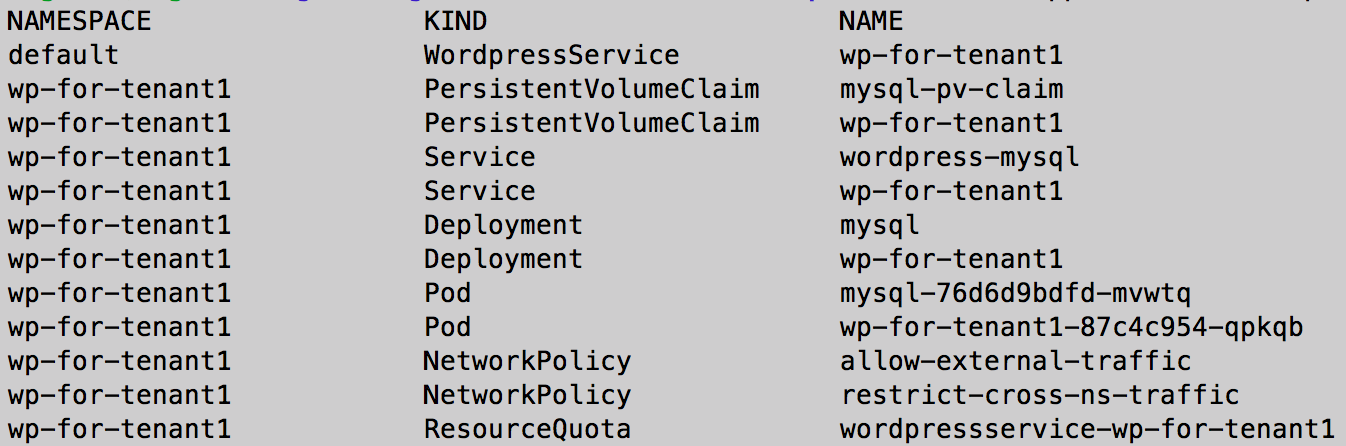 NAMESPACE KIND NAME
default WordpressService wp-for-tenant1
wp-for-tenant1 PersistentVolumeClaim mysql-pv-claim
wp-for-tenant1 PersistentVolumeClaim wp-for-tenant1
wp-for-tenant1 Service wordpress-mysql
wp-for-tenant1 Service wp-for-tenant1
wp-for-tenant1 Deployment mysql
wp-for-tenant1 Deployment wp-for-tenant1
wp-for-tenant1 Pod mysql-76d6d9bdfd-mvwtq
wp-for-tenant1 Pod wp-for-tenant1-87c4c954-qpkqb
wp-for-tenant1 NetworkPolicy allow-external-traffic
wp-for-tenant1 NetworkPolicy restrict-cross-ns-traffic
wp-for-tenant1 ResourceQuota wordpressservice-wp-for-tenant1